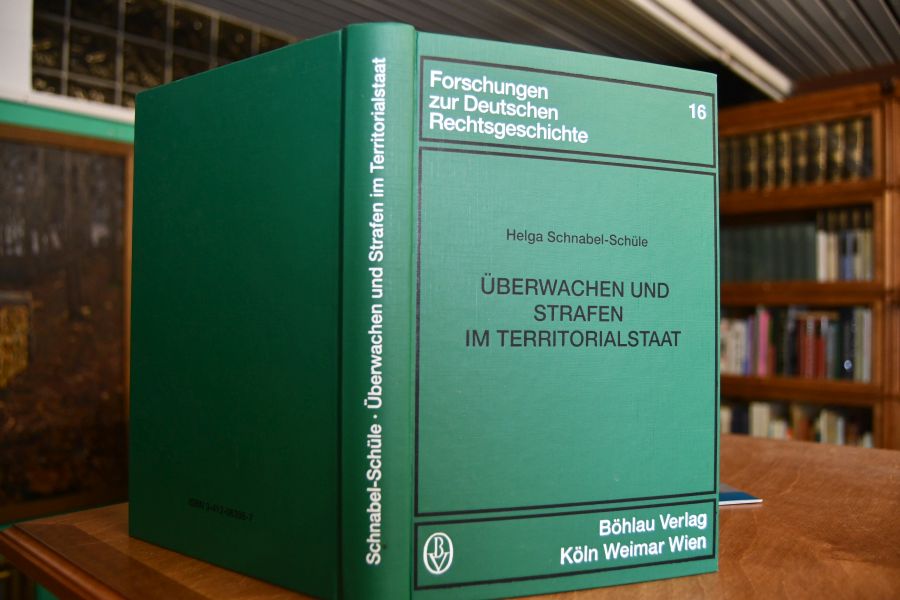 Forschungen
zur Deutschen
Rechtsgeschichte
16
Helga Schnabel-Schüle
ÜBERWACHEN UND
STRAFEN
IM TERRITORIALSTAAT
Böhlau Verlag
Köln Weimar Wien
Schnabel-Schüle · Überwachen und Strafen im Territorialstaat
ISBN